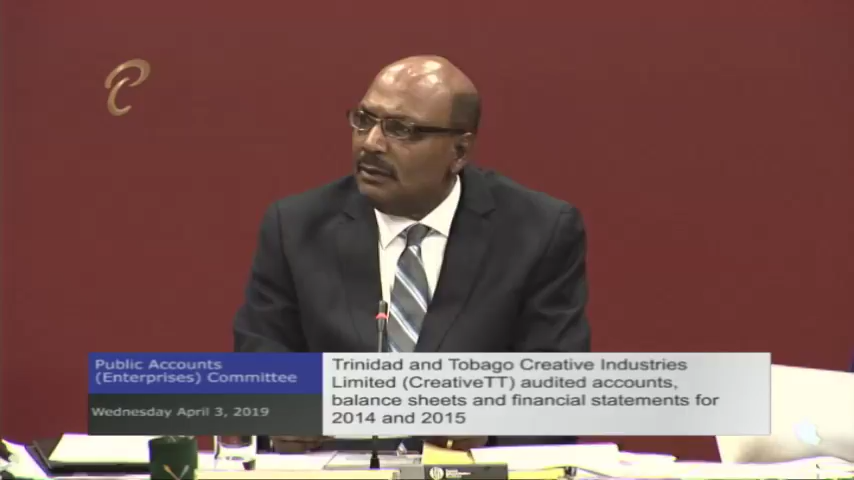 Public Accounts
(Enterprises) Committee
Wednesday April 3, 2019
Trinidad and Tobago Creative Industries
Limited (CreativeTT) audited accounts,
balance sheets and financial statements for
2014 and 2015